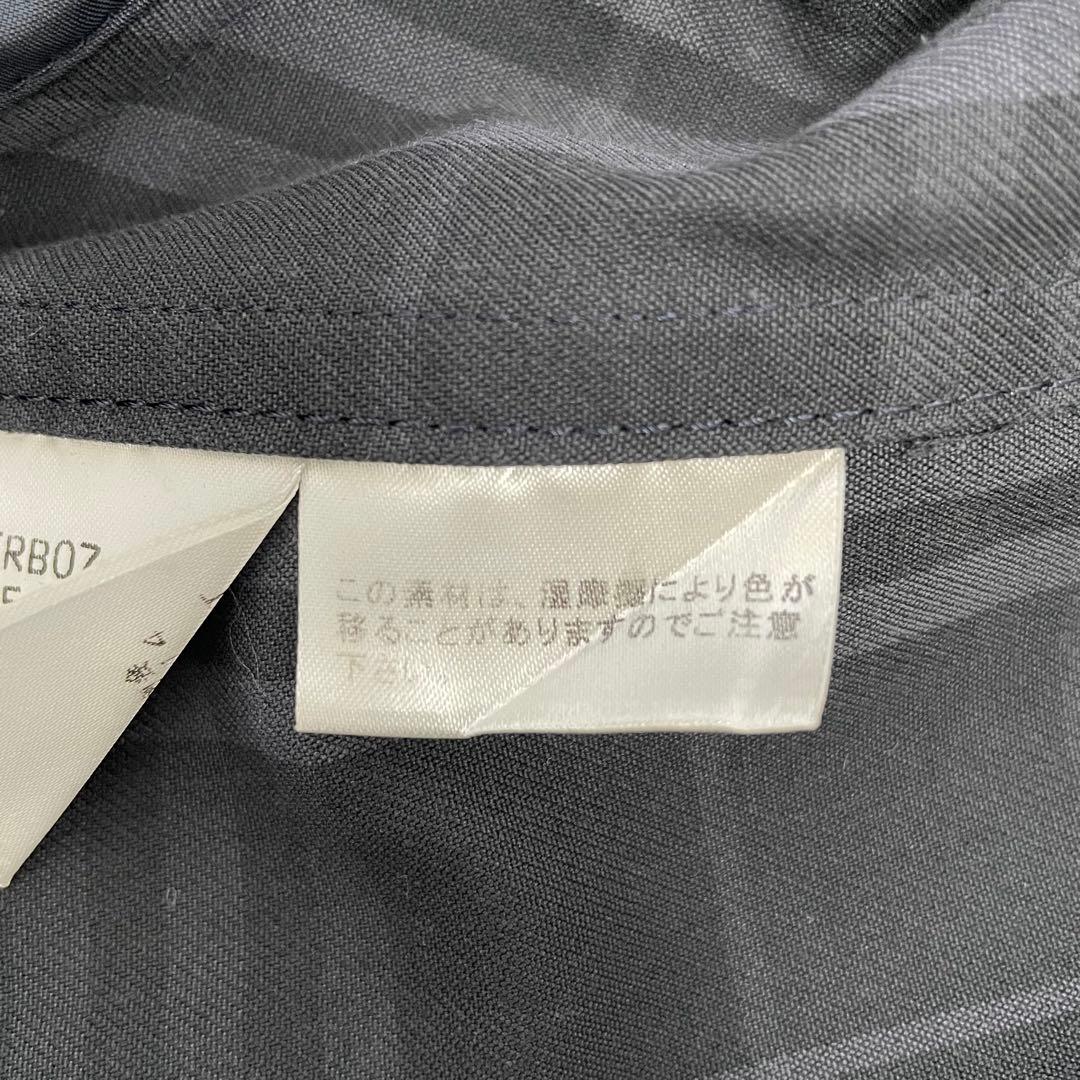 RB07
この素材は、湿摩擦により色が
移ることがありますのでご注意
下さい